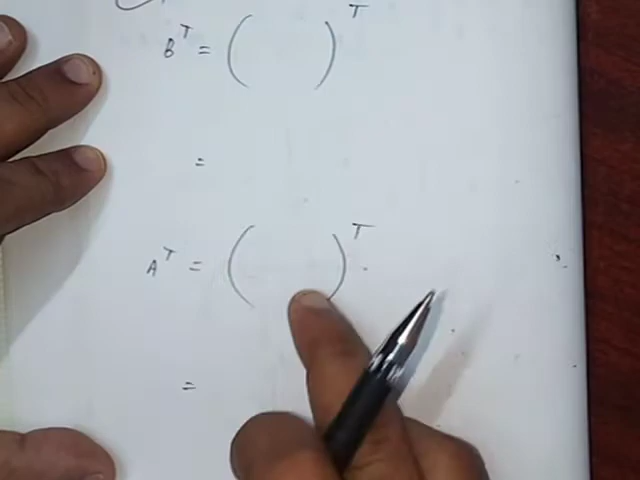 B^T = (      )^T
=
A^T = (      )^T
=